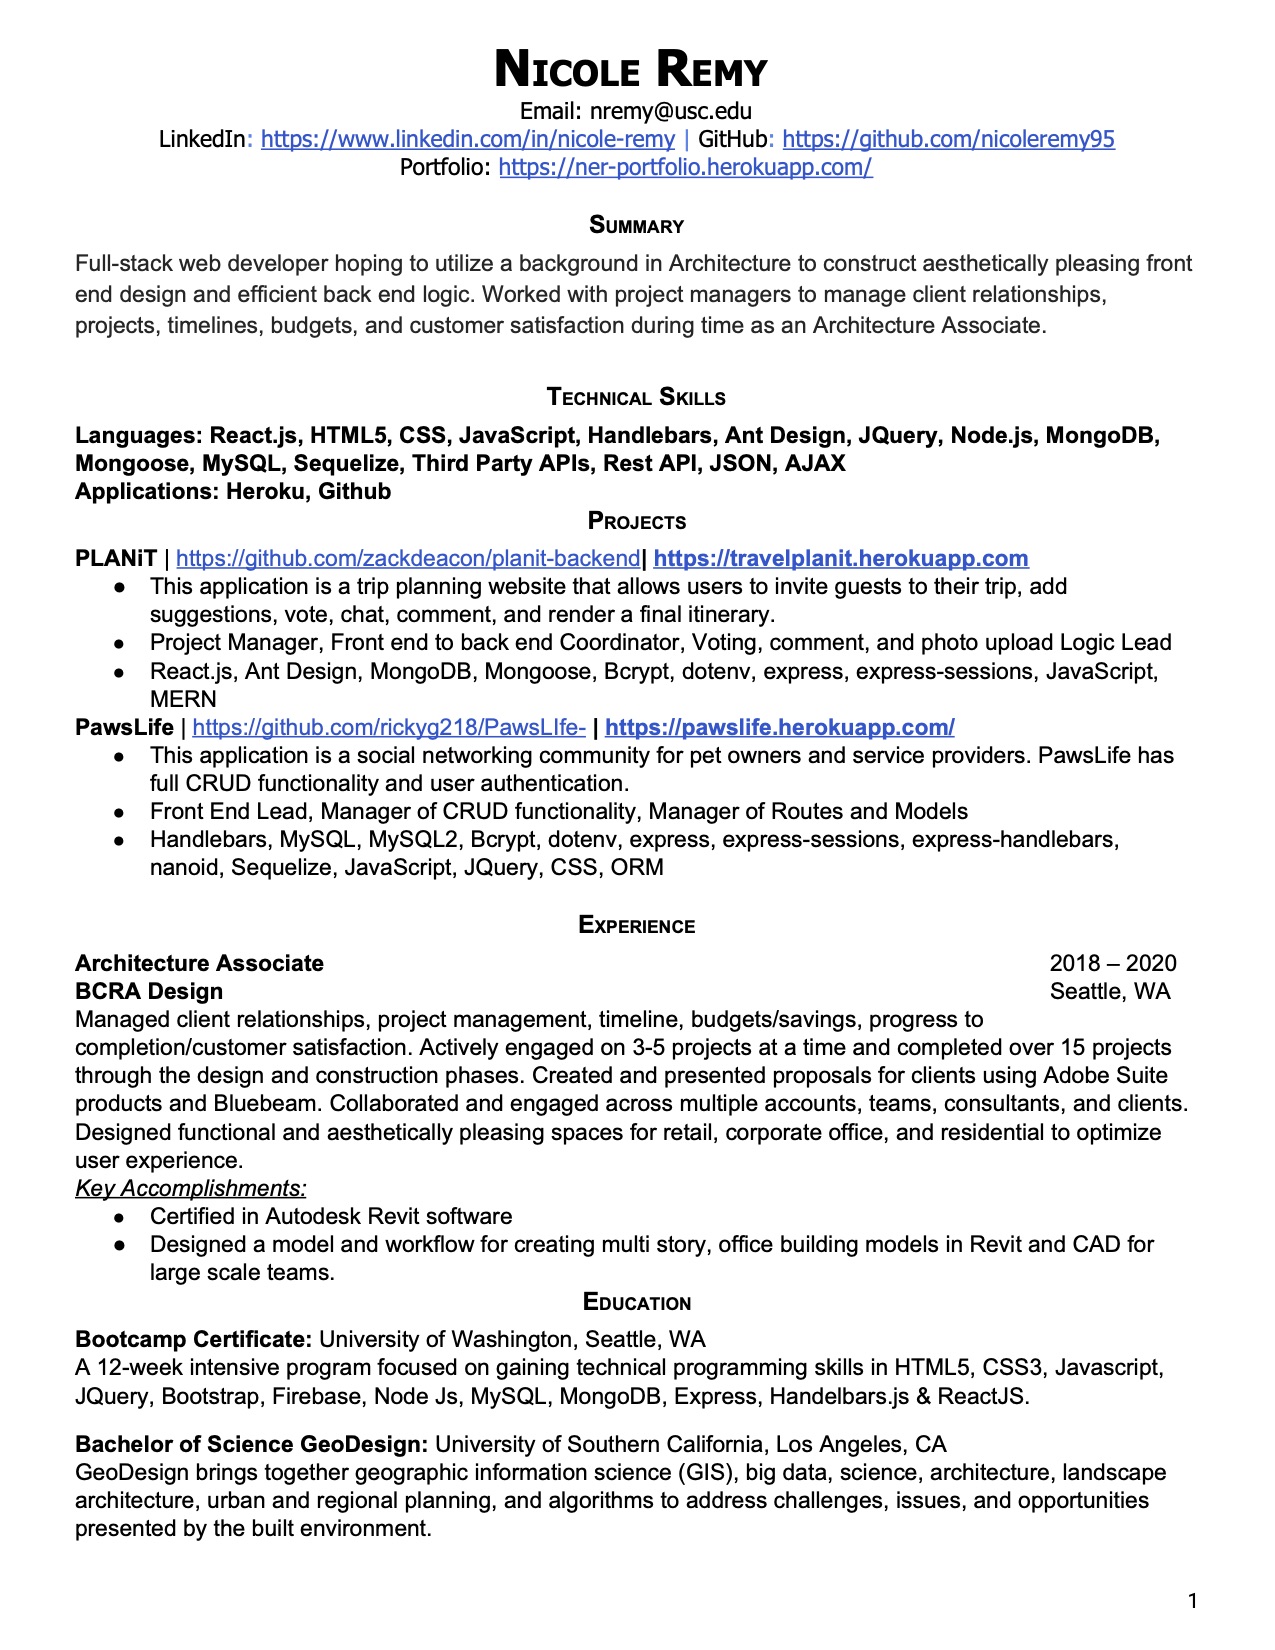 Nicole Remy
Email: nremy@usc.edu
LinkedIn: https://www.linkedin.com/in/nicole-remy | GitHub: https://github.com/nicoleremy95
Portfolio: https://ner-portfolio.herokuapp.com/
Summary
Full-stack web developer hoping to utilize a background in Architecture to construct aesthetically pleasing front
end design and efficient back end logic. Worked with project managers to manage client relationships,
projects, timelines, budgets, and customer satisfaction during time as an Architecture Associate.
Technical Skills
Languages: React.js, HTML5, CSS, JavaScript, Handlebars, Ant Design, JQuery, Node.js, MongoDB,
Mongoose, MySQL, Sequelize, Third Party APIs, Rest API, JSON, AJAX
Applications: Heroku, Github
Projects
PLANiT | https://github.com/zackdeacon/planit-backend| https://travelplanit.herokuapp.com
● This application is a trip planning website that allows users to invite guests to their trip, add
suggestions, vote, chat, comment, and render a final itinerary.
● Project Manager, Front end to back end Coordinator, Voting, comment, and photo upload Logic Lead
● React.js, Ant Design, MongoDB, Mongoose, Bcrypt, dotenv, express, express-sessions, JavaScript,
MERN
PawsLife | https://github.com/rickyg218/PawsLIfe- | https://pawslife.herokuapp.com/
● This application is a social networking community for pet owners and service providers. PawsLife has
full CRUD functionality and user authentication.
● Front End Lead, Manager of CRUD functionality, Manager of Routes and Models
● Handlebars, MySQL, MySQL2, Bcrypt, dotenv, express, express-sessions, express-handlebars,
nanoid, Sequelize, JavaScript, JQuery, CSS, ORM
Experience
Architecture Associate 2018 – 2020
BCRA Design Seattle, WA
Managed client relationships, project management, timeline, budgets/savings, progress to
completion/customer satisfaction. Actively engaged on 3-5 projects at a time and completed over 15 projects
through the design and construction phases. Created and presented proposals for clients using Adobe Suite
products and Bluebeam. Collaborated and engaged across multiple accounts, teams, consultants, and clients.
Designed functional and aesthetically pleasing spaces for retail, corporate office, and residential to optimize
user experience.
Key Accomplishments:
● Certified in Autodesk Revit software
● Designed a model and workflow for creating multi story, office building models in Revit and CAD for
large scale teams.
Education
Bootcamp Certificate: University of Washington, Seattle, WA
A 12-week intensive program focused on gaining technical programming skills in HTML5, CSS3, Javascript,
JQuery, Bootstrap, Firebase, Node Js, MySQL, MongoDB, Express, Handelbars.js & ReactJS.
Bachelor of Science GeoDesign: University of Southern California, Los Angeles, CA
GeoDesign brings together geographic information science (GIS), big data, science, architecture, landscape
architecture, urban and regional planning, and algorithms to address challenges, issues, and opportunities
presented by the built environment.
1